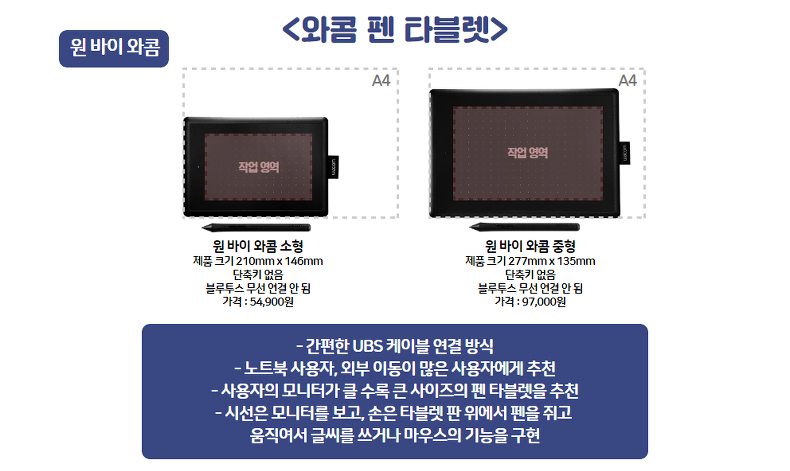 <와콤 펜 타블렛>
원 바이 와콤
A4
작업 영역
wacom
원 바이 와콤 소형
제품 크기 210mm x 146mm
단축키 없음
블루투스 무선 연결 안 됨
가격 : 54,900원
A4
작업 영역
wacom
원 바이 와콤 중형
제품 크기 277mm x 135mm
단축키 없음
블루투스 무선 연결 안 됨
가격 : 97,000원
- 간편한 UBS 케이블 연결 방식
- 노트북 사용자, 외부 이동이 많은 사용자에게 추천
- 사용자의 모니터가 클 수록 큰 사이즈의 펜 타블렛을 추천
- 시선은 모니터를 보고, 손은 타블렛 판 위에서 펜을 쥐고
움직여서 글씨를 쓰거나 마우스의 기능을 구현